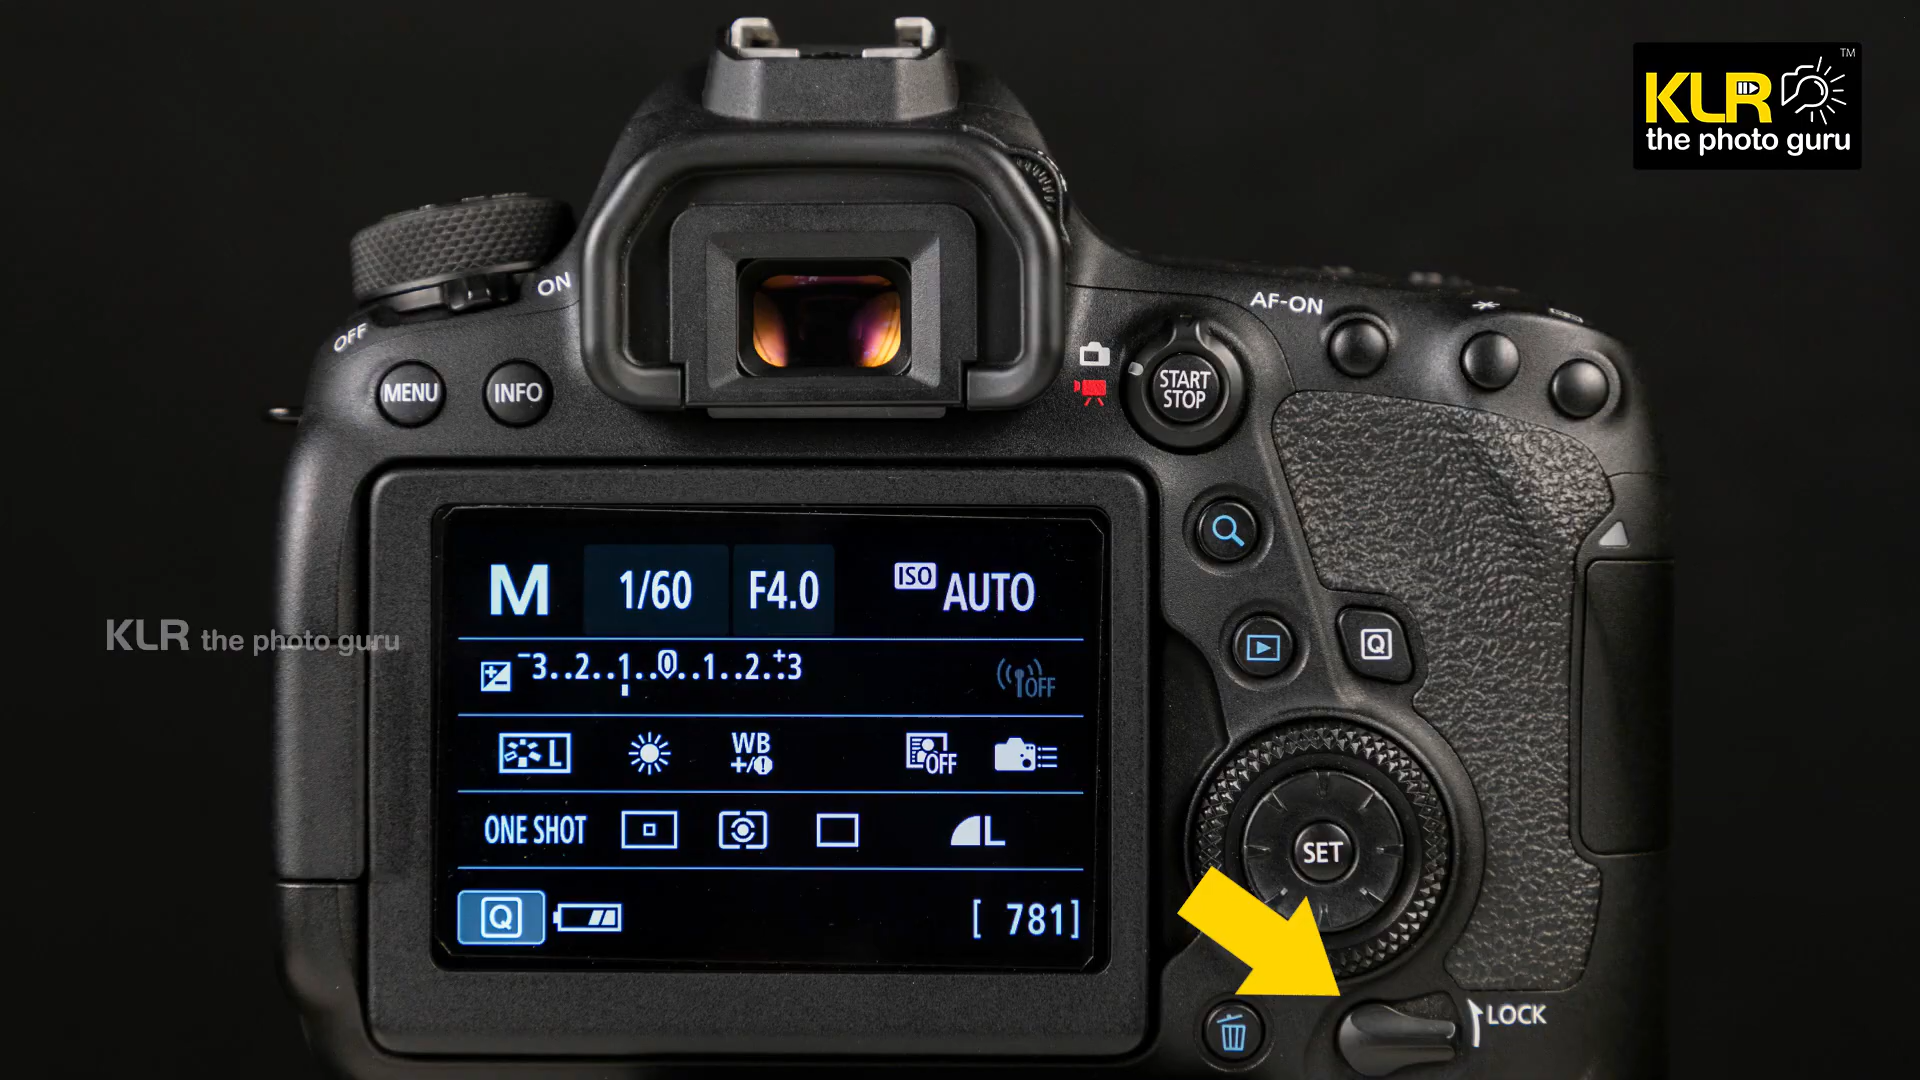 KLR
TM
the photo guru
ON
OFF
MENU
INFO
START
STOP
AF-ON
M
1/60
F4.0
ISO AUTO
-3..2..1..0..1..2..+3
OFF
KLR the photo guru
L
WB
+/-
OFF
ONE SHOT
L
Q
Q
[ 781]
SET
LOCK